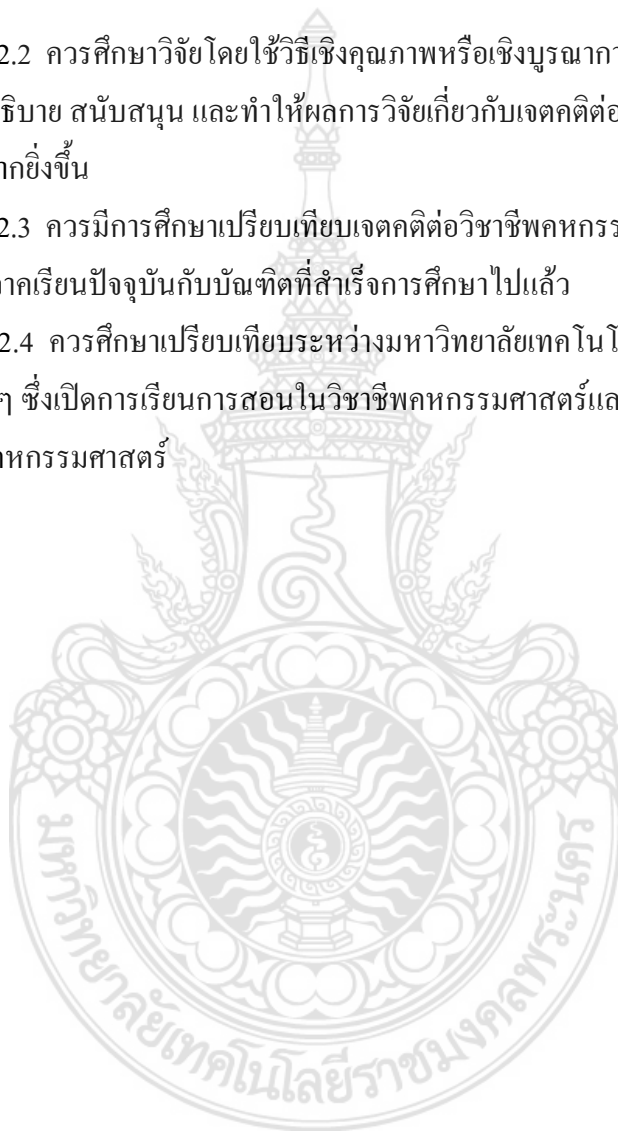 2.2 ควรศึกษาวิจัยโดยใช้วิธีเชิงคุณภาพหรือเชิงบูรณากา
ธิบาย สนับสนุน และทำให้ผลการวิจัยเกี่ยวกับเจตคติต่อ
ากยิ่งขึ้น
2.3 ควรมีการศึกษาเปรียบเทียบเจตคติต่อวิชาชีพคหกรร
าคเรียนปัจจุบันกับบัณฑิตที่สำเร็จการศึกษาไปแล้ว
2.4 ควรศึกษาเปรียบเทียบระหว่างมหาวิทยาลัยเทคโนโ
ๆ ซึ่งเปิดการเรียนการสอนในวิชาชีพคหกรรมศาสตร์แล
าหกรรมศาสตร์
มหาวิทยาลัยเทคโนโลยีราชมงคลพระนคร